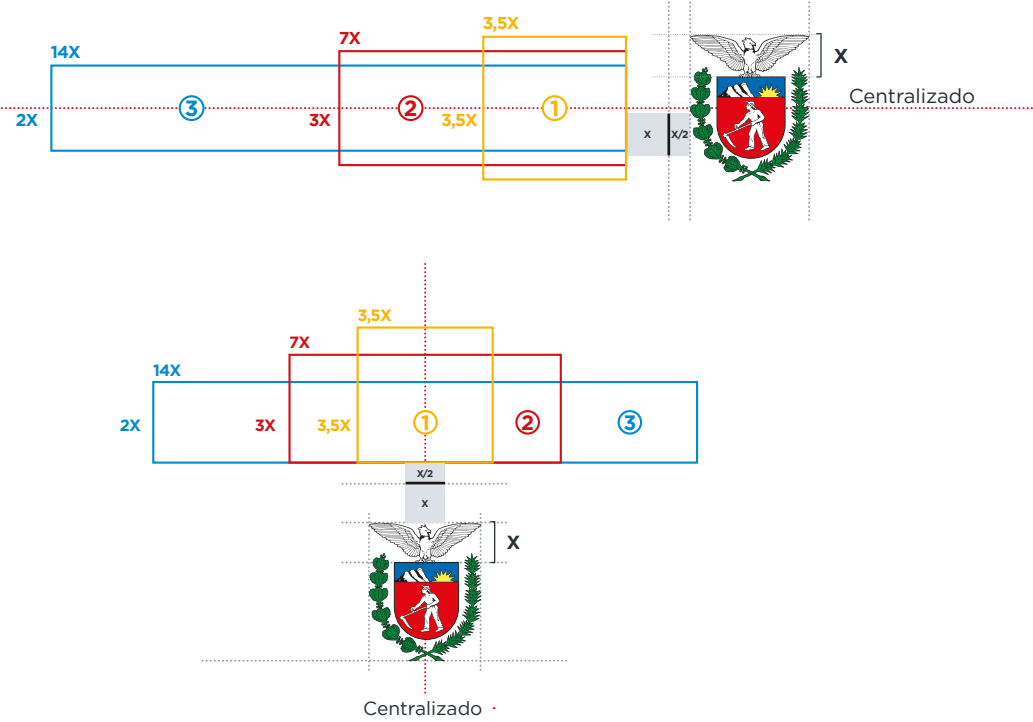 3,5X
7X
14X
X
Centralizado
3 2 1
2X 3X 3,5X
X X/2
3,5X
7X
14X
2X 3X 3,5X 1 2 3
X/2
X
X
Centralizado